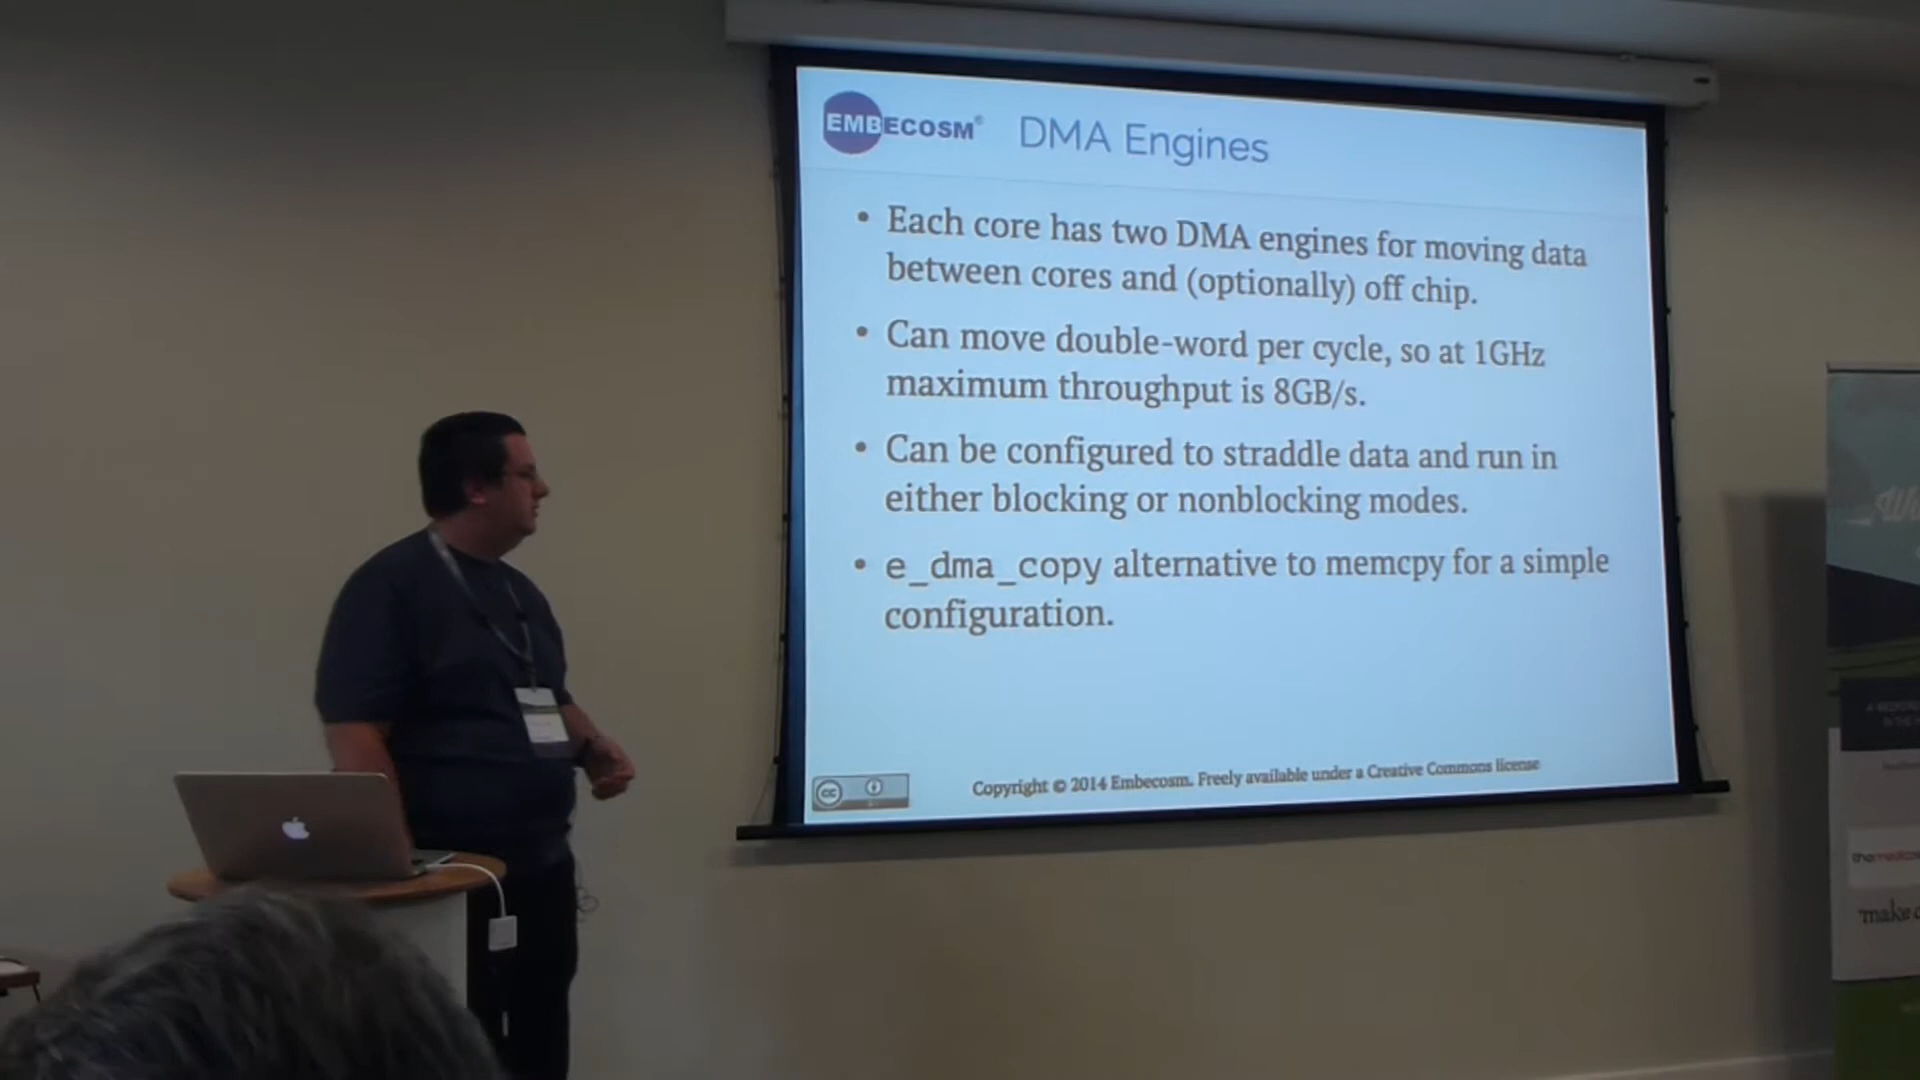 EMBECOSM®
DMA Engines
• Each core has two DMA engines for moving data
between cores and (optionally) off chip.
• Can move double-word per cycle, so at 1GHz
maximum throughput is 8GB/s.
• Can be configured to straddle data and run in
either blocking or nonblocking modes.
• e_dma_copy alternative to memcpy for a simple
configuration.
cc
Copyright © 2014 Embecosm. Freely available under a Creative Commons license